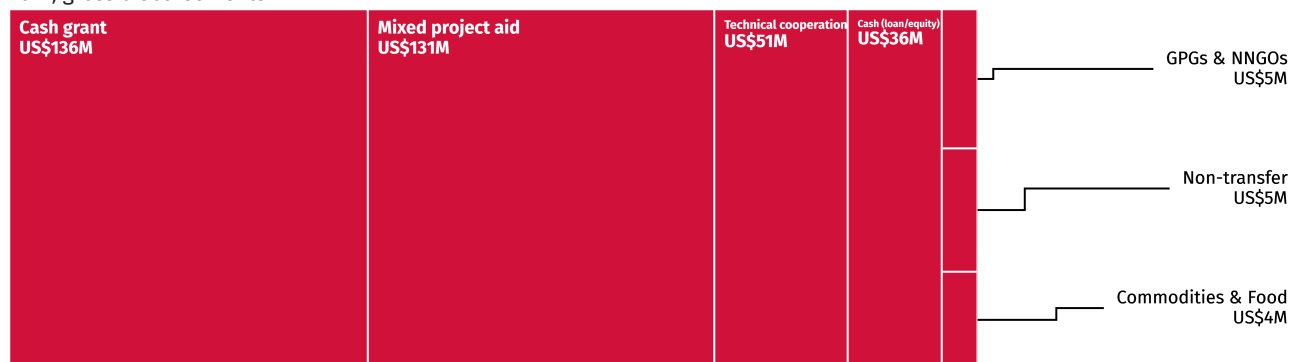 Cash grant
US$136M
Mixed project aid
US$131M
Technical cooperation
US$51M
Cash (loan/equity)
US$36M
GPGs & NNGOs
US$5M
Non-transfer
US$5M
Commodities & Food
US$4M